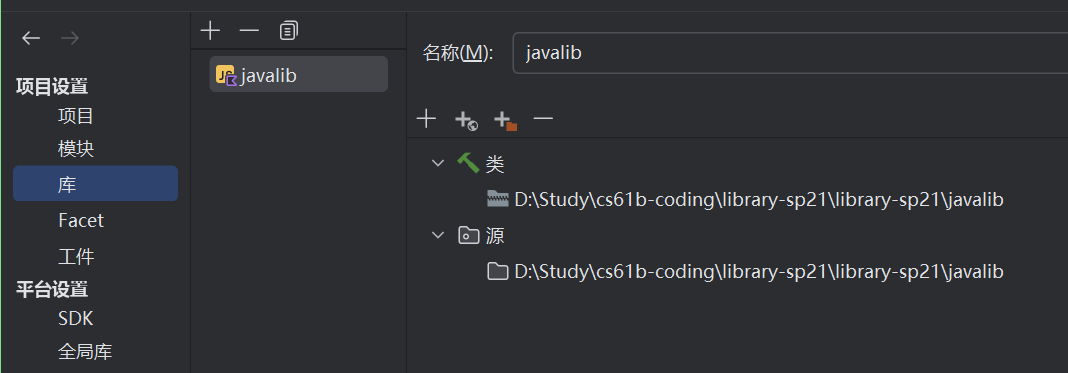 项目设置
项目
模块
库
Facet
工件
平台设置
SDK
全局库
javalib
名称(M):
javalib
类
D:\Study\cs61b-coding\library-sp21\library-sp21\javalib
源
D:\Study\cs61b-coding\library-sp21\library-sp21\javalib